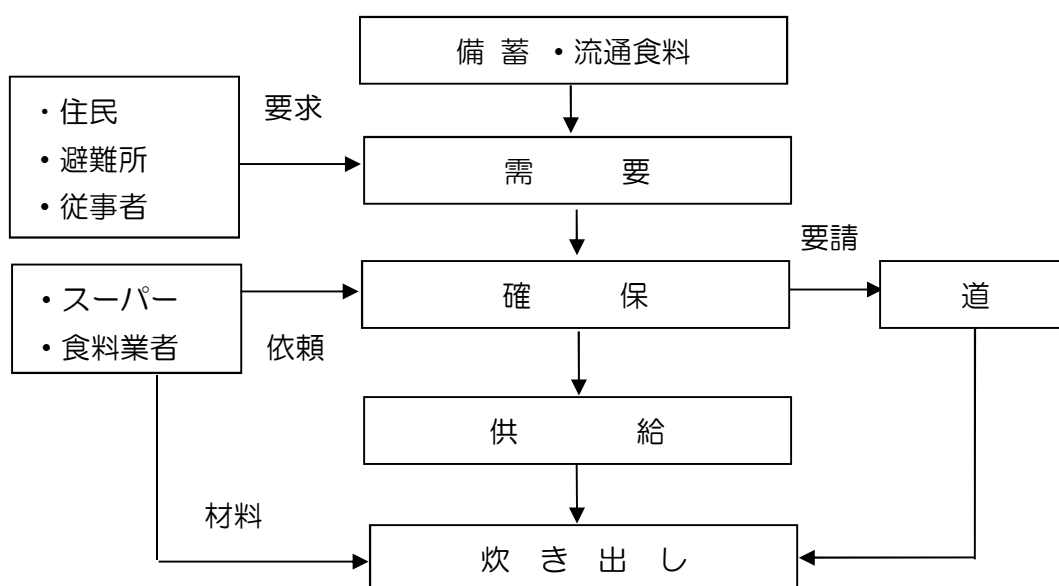 備蓄・流通食料
・住民
・避難所
・従事者
要求
需要
要請
・スーパー
・食料業者
依頼
確保
道
供給
材料
炊き出し